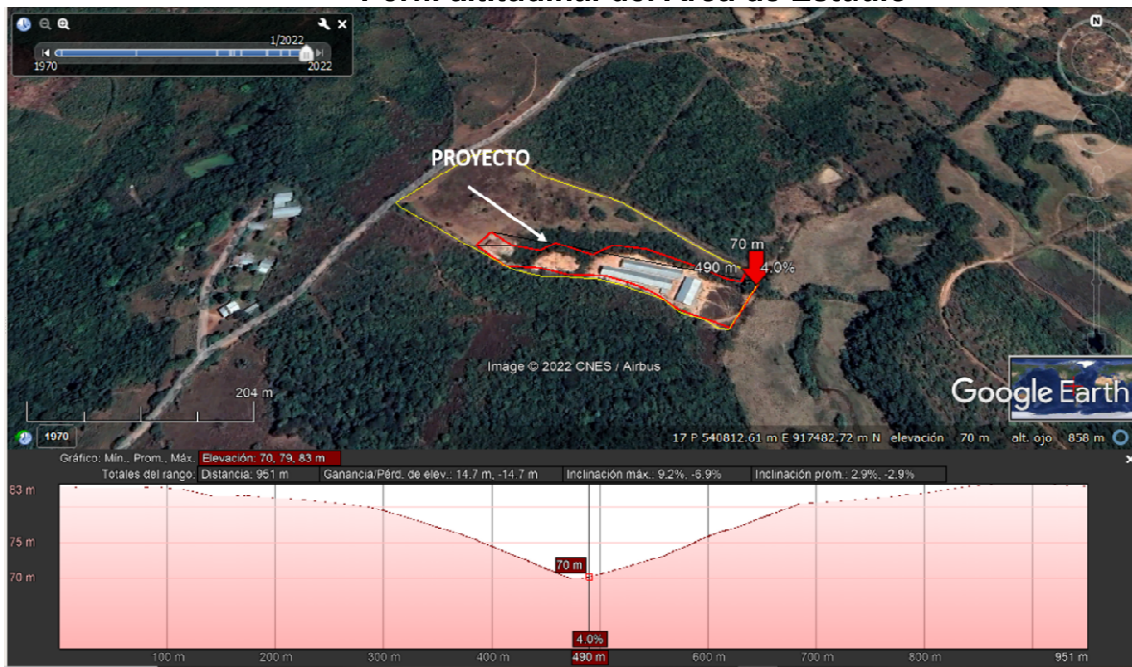 Perfil altitudinal del Área de Estudio
1/2022
1970
2022
PROYECTO
70 m
490 m
4.0%
Image © 2022 CNES / Airbus
204 m
Google Earth
N
1970
17 P 540812.61 m E 917482.72 m N elevación 70 m alt. ojo 858 m
Gráfico: Mín., Prom., Máx. Elevación: 70, 79, 83 m
Totales del rango: Distancia: 951 m Ganancia/Pérd. de elev.: 14.7 m, -14.7 m Inclinación máx.: 9.2%, -6.9% Inclinación prom.: 2.9%, -2.9%
83 m
75 m
70 m
70 m
4.0%
100 m 200 m 300 m 400 m 490 m 600 m 700 m 800 m 951 m